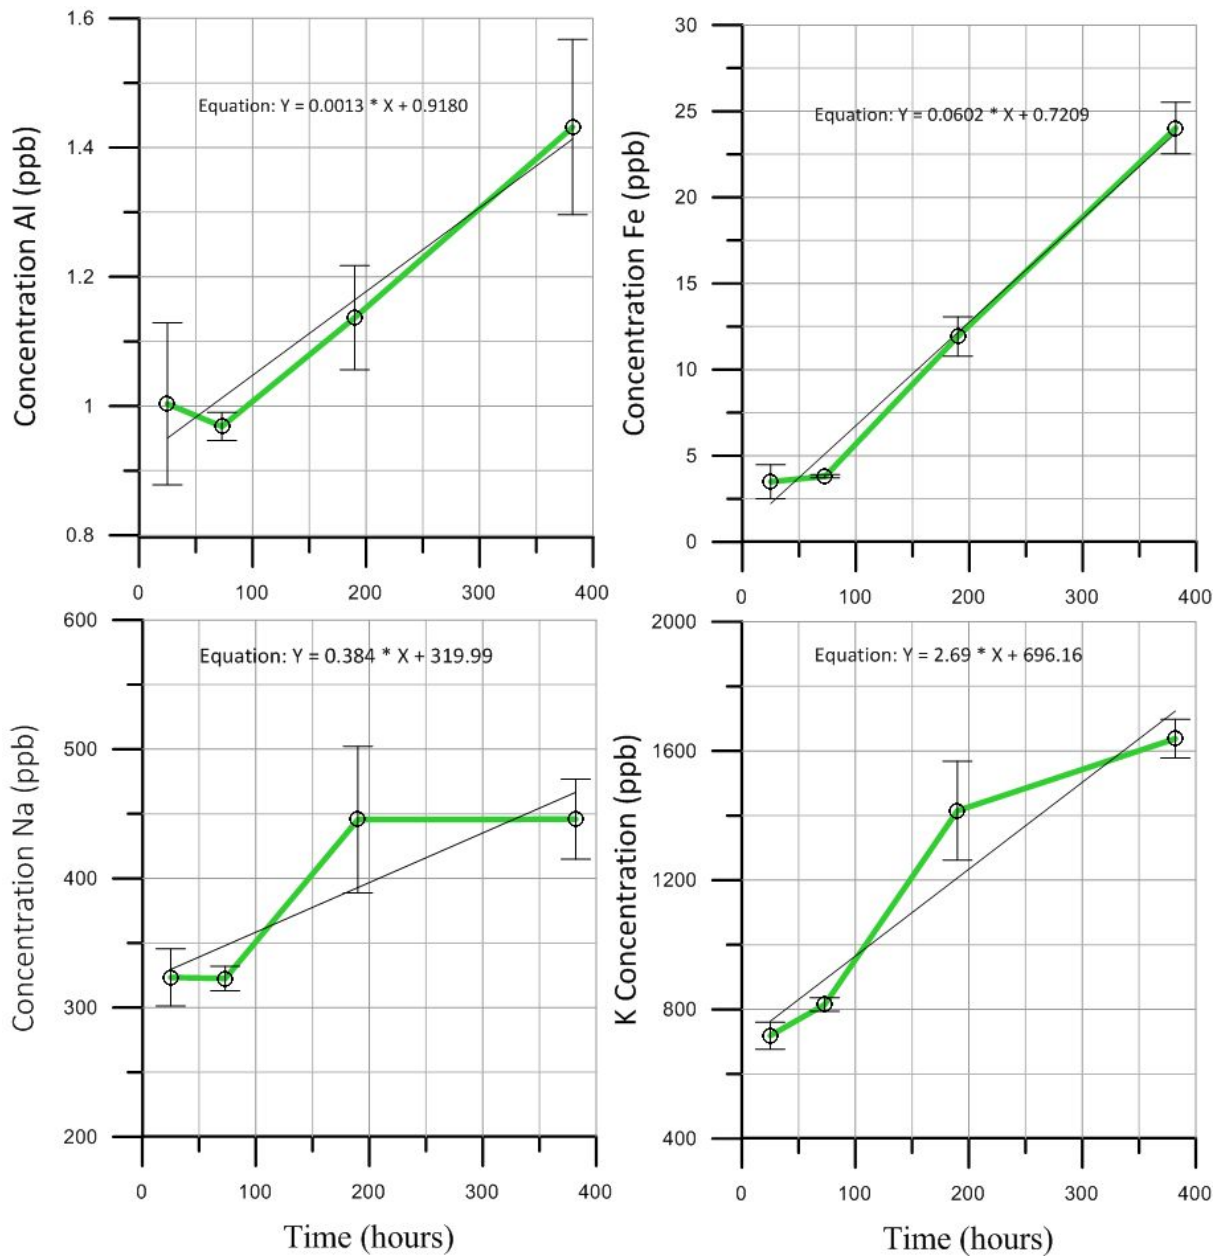 Concentration Al (ppb)
1.6
1.4
1.2
1
0.8
Equation: Y = 0.0013 * X + 0.9180
0 100 200 300 400
Concentration Fe (ppb)
30
25
20
15
10
5
0
Equation: Y = 0.0602 * X + 0.7209
0 100 200 300 400
Concentration Na (ppb)
600
500
400
300
200
Equation: Y = 0.384 * X + 319.99
0 100 200 300 400
Time (hours)
K Concentration (ppb)
2000
1600
1200
800
400
Equation: Y = 2.69 * X + 696.16
0 100 200 300 400
Time (hours)